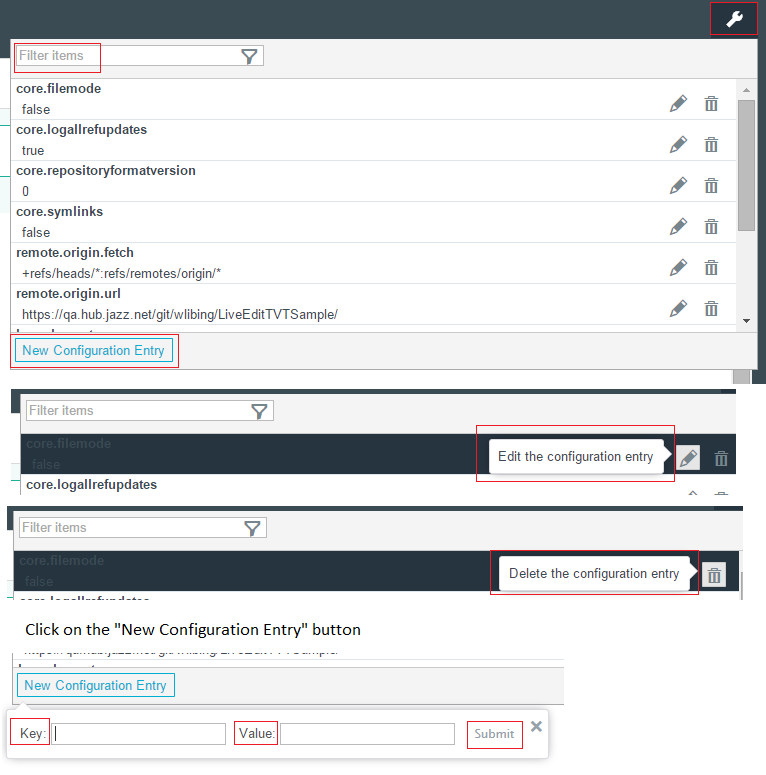 Filter items
core.filemode
false
core.logallrefupdates
true
core.repositoryformatversion
0
core.symlinks
false
remote.origin.fetch
+refs/heads/*:refs/remotes/origin/*
remote.origin.url
https://qa.hub.jazz.net/git/wlibing/LiveEditTVTSample/
New Configuration Entry
Filter items
core.filemode
false
Edit the configuration entry
core.logallrefupdates
Filter items
core.filemode
false
Delete the configuration entry
core.logallrefupdates
Click on the "New Configuration Entry" button
New Configuration Entry
Key:
Value:
Submit